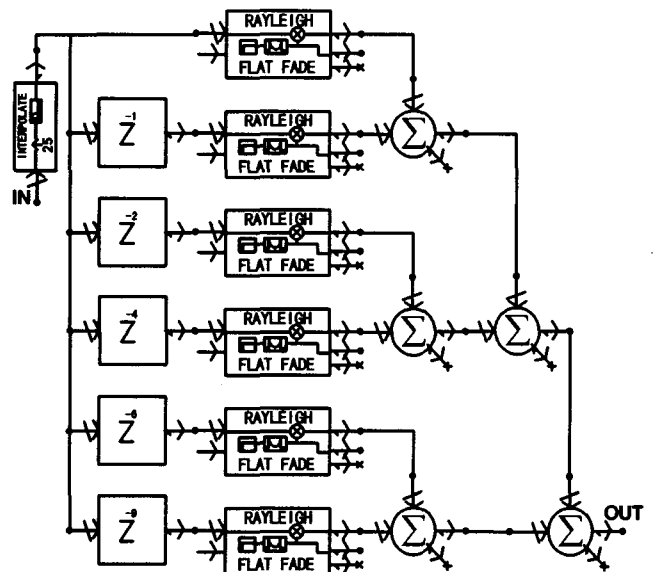 RAYLEIGH
FLAT FADE
INTERPOLATE
25
IN
Z⁻¹
RAYLEIGH
FLAT FADE
Σ
Z⁻²
RAYLEIGH
FLAT FADE
Z⁻⁴
RAYLEIGH
FLAT FADE
Σ
Σ
Z⁻⁶
RAYLEIGH
FLAT FADE
Z⁻⁹
RAYLEIGH
FLAT FADE
Σ
Σ
OUT